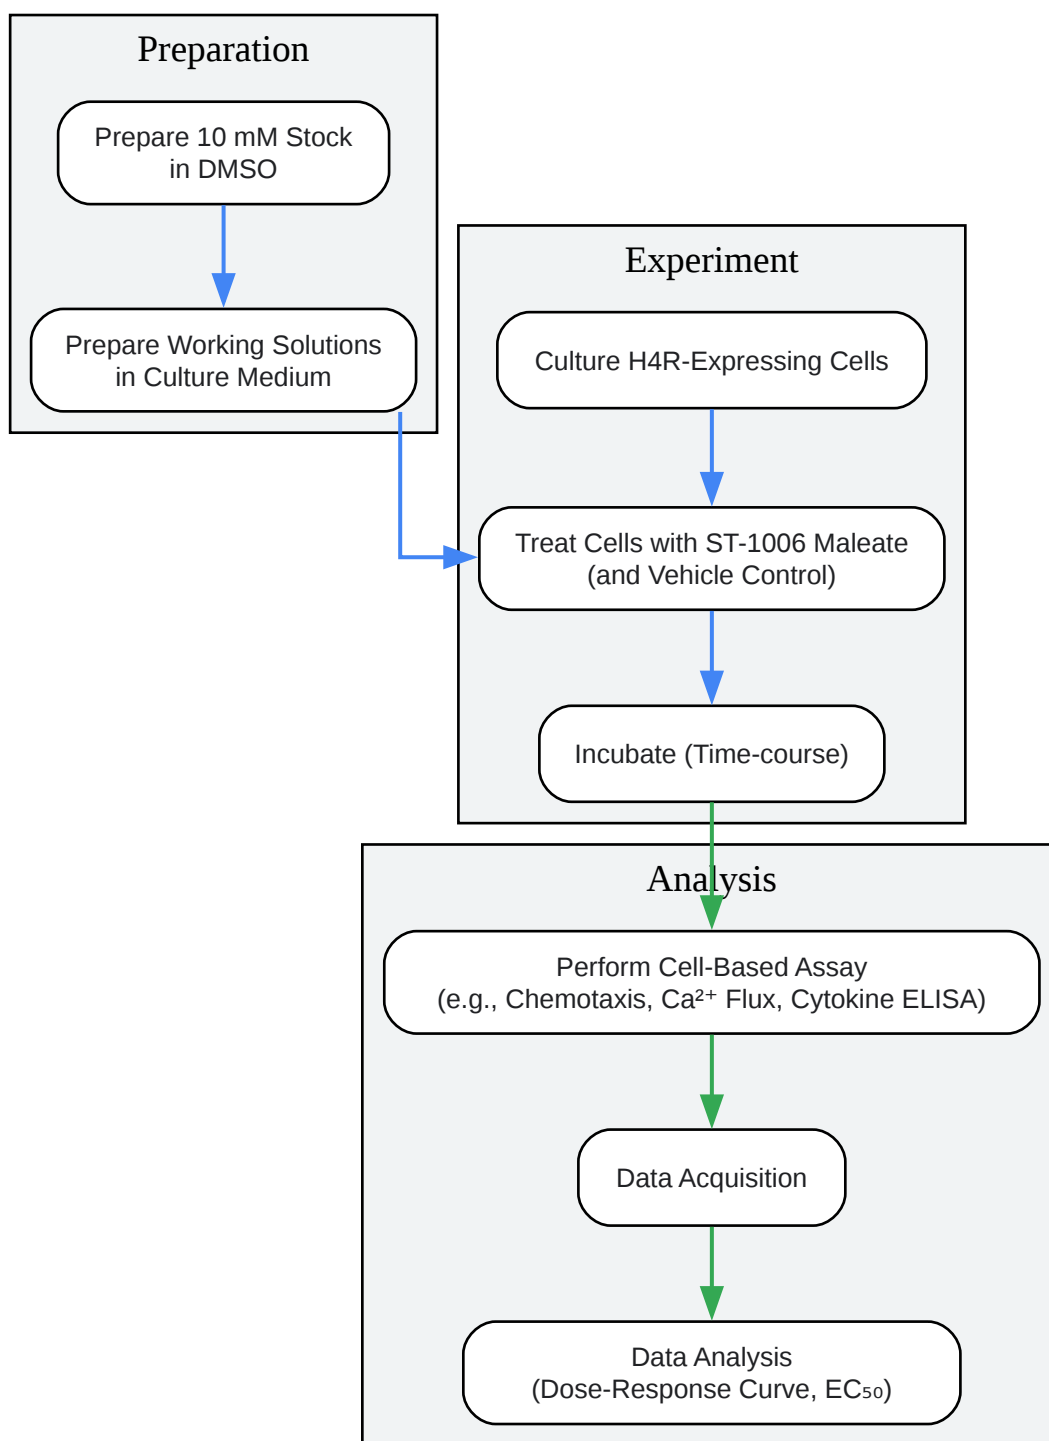 Preparation
Prepare 10 mM Stock
in DMSO
Prepare Working Solutions
in Culture Medium
Experiment
Culture H4R-Expressing Cells
Treat Cells with ST-1006 Maleate
(and Vehicle Control)
Incubate (Time-course)
Analysis
Perform Cell-Based Assay
(e.g., Chemotaxis, Ca²⁺ Flux, Cytokine ELISA)
Data Acquisition
Data Analysis
(Dose-Response Curve, EC₅₀)